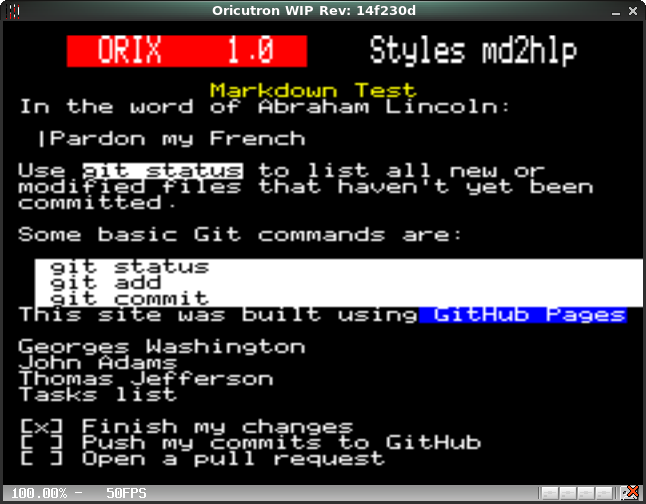 Oricutron WIP Rev: 14f230d
ORIX 1.0 Styles md2hlp
Markdown Test
In the word of Abraham Lincoln:
|Pardon my French
Use git status to list all new or
modified files that haven't yet been
committed.
Some basic Git commands are:
git status
git add
git commit
This site was built using GitHub Pages
Georges Washington
John Adams
Thomas Jefferson
Tasks list
[x] Finish my changes
[ ] Push my commits to GitHub
[ ] Open a pull request
100.00% - 50FPS